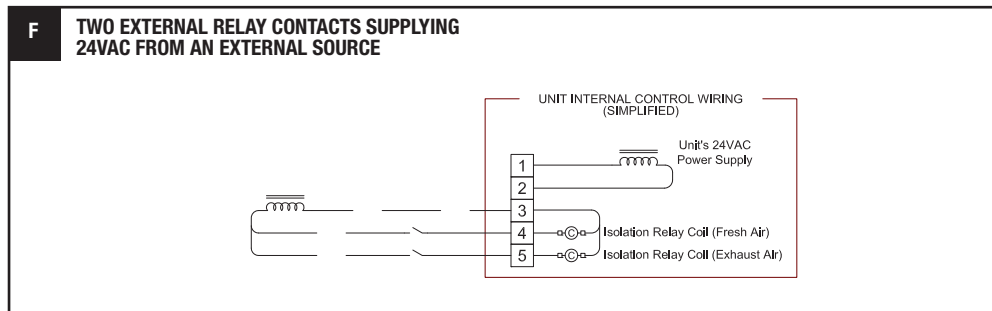 F
TWO EXTERNAL RELAY CONTACTS SUPPLYING
24VAC FROM AN EXTERNAL SOURCE
UNIT INTERNAL CONTROL WIRING
(SIMPLIFIED)
Unit's 24VAC
Power Supply
1
2
3
4
C
Isolation Relay Coil (Fresh Air)
5
C
Isolation Relay Coil (Exhaust Air)